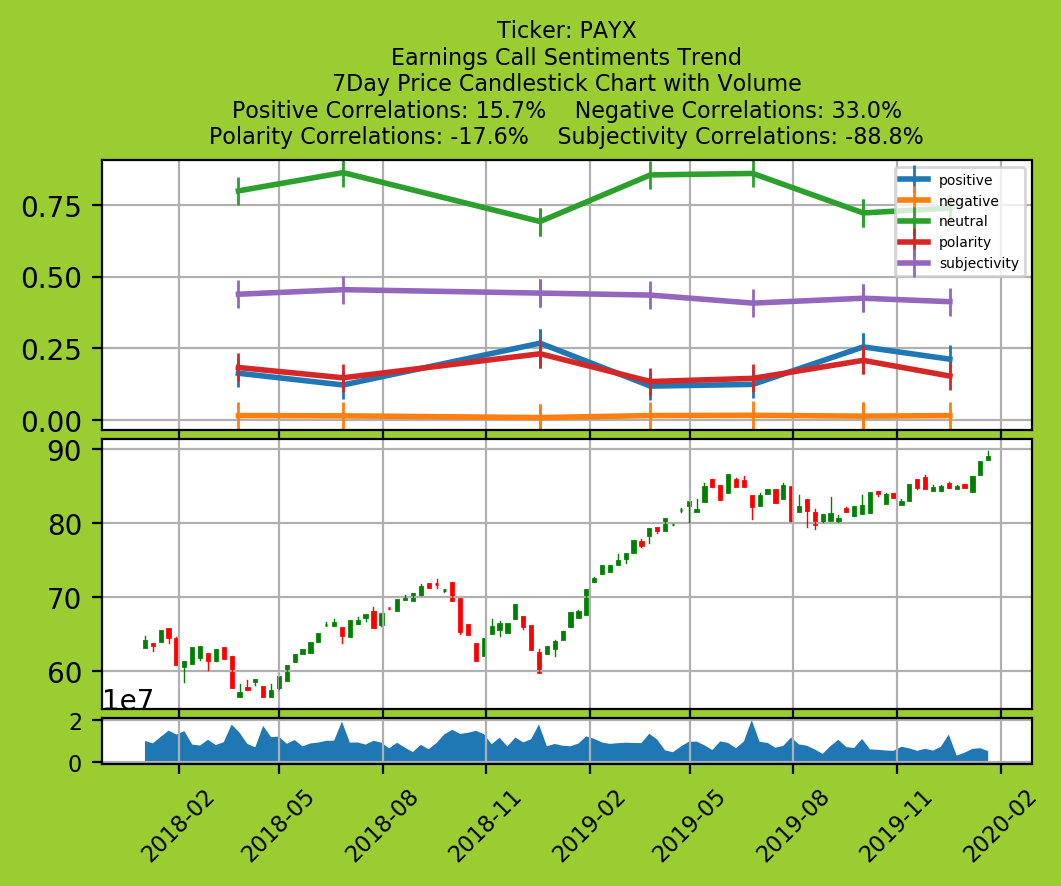 Ticker: PAYX
Earnings Call Sentiments Trend
7Day Price Candlestick Chart with Volume
Positive Correlations: 15.7%    Negative Correlations: 33.0%
Polarity Correlations: -17.6%    Subjectivity Correlations: -88.8%
positive
negative
neutral
polarity
subjectivity
0.75
0.50
0.25
0.00
90
80
70
60
1e7
2
0
2018-02
2018-05
2018-08
2018-11
2019-02
2019-05
2019-08
2019-11
2020-02